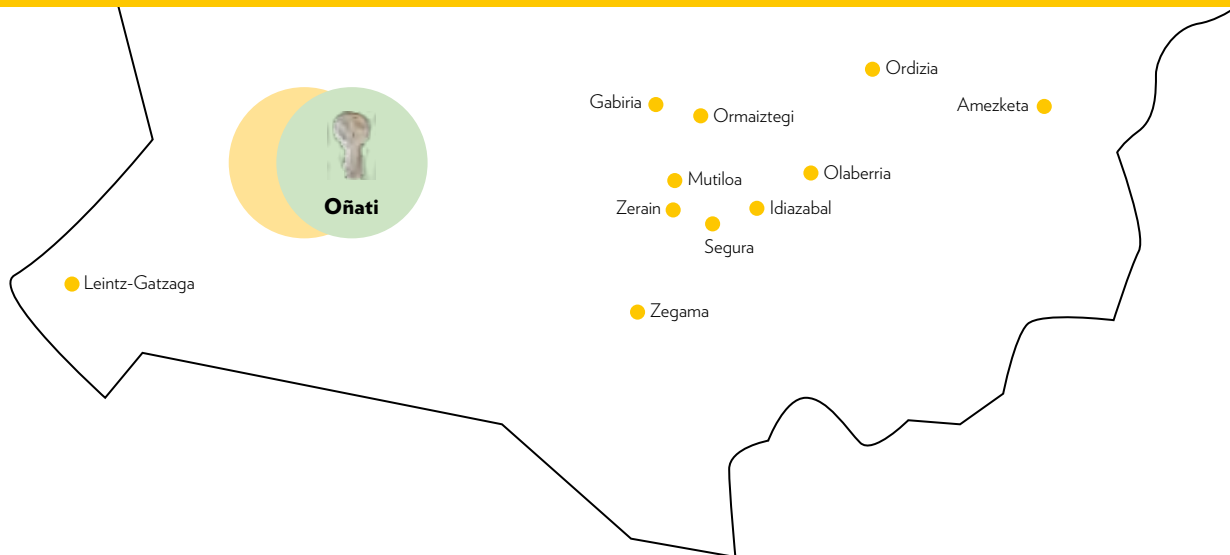 Ordizia
Gabiria
Amezketa
Ormaiztegi
Olaberria
Mutiloa
Oñati
Zerain
Idiazabal
Segura
Leintz-Gatzaga
Zegama